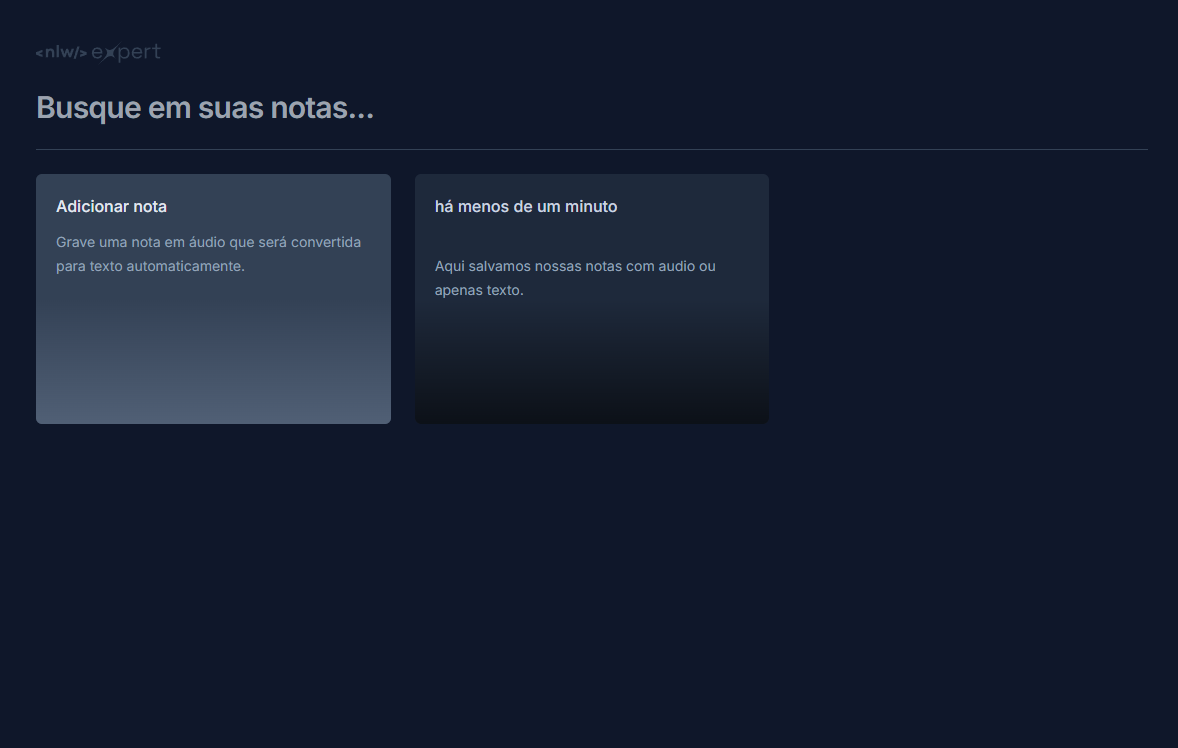 <nlw/> expert
Busque em suas notas...
Adicionar nota
Grave uma nota em áudio que será convertida
para texto automaticamente.
há menos de um minuto
Aqui salvamos nossas notas com audio ou
apenas texto.